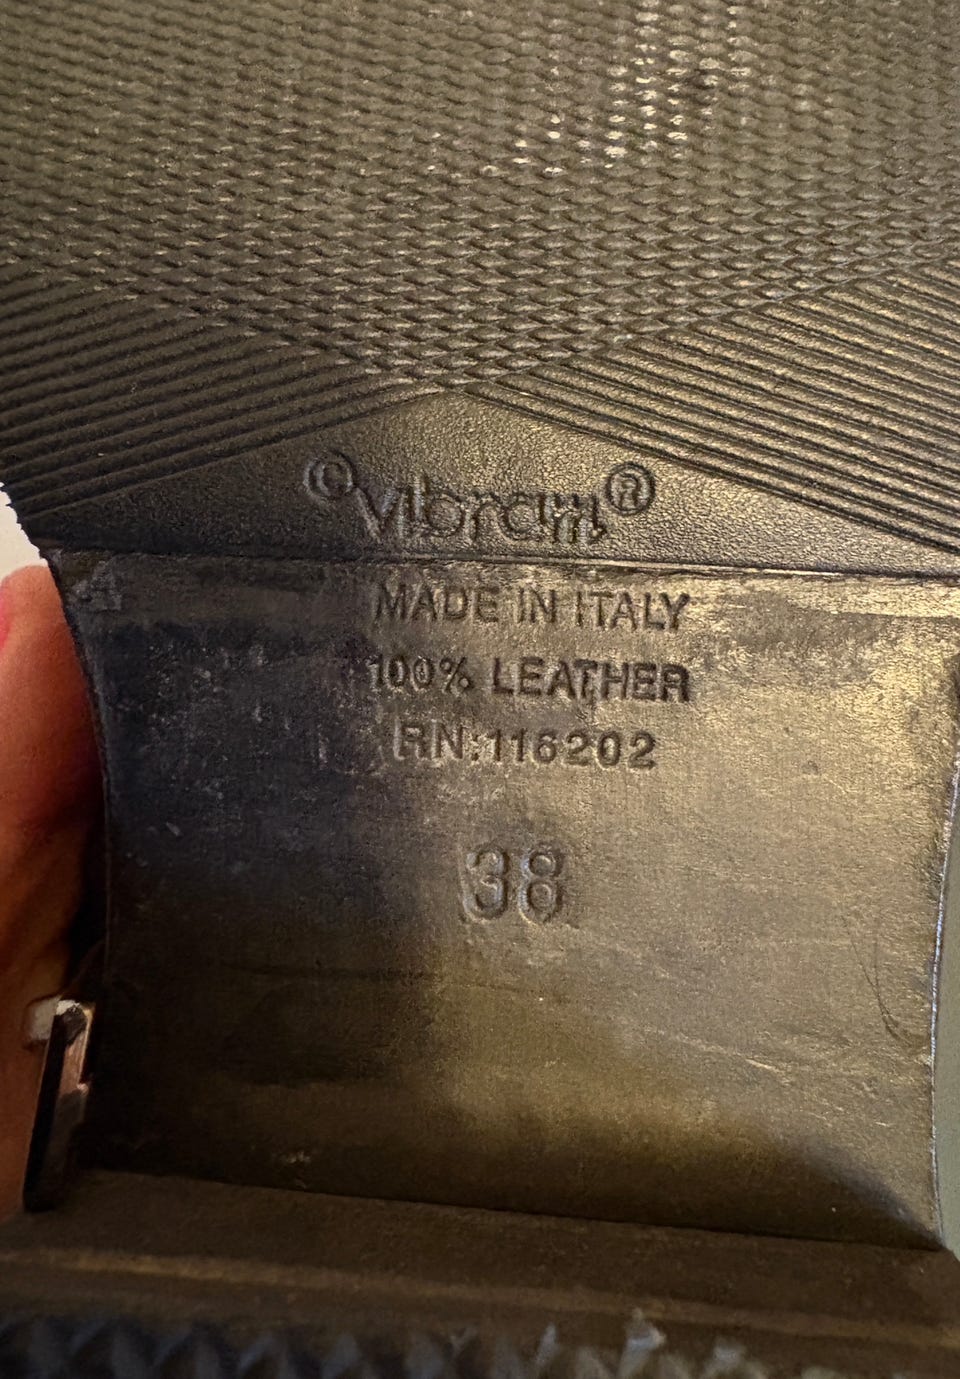 ©vibram®
MADE IN ITALY
100% LEATHER
RN:116202
38